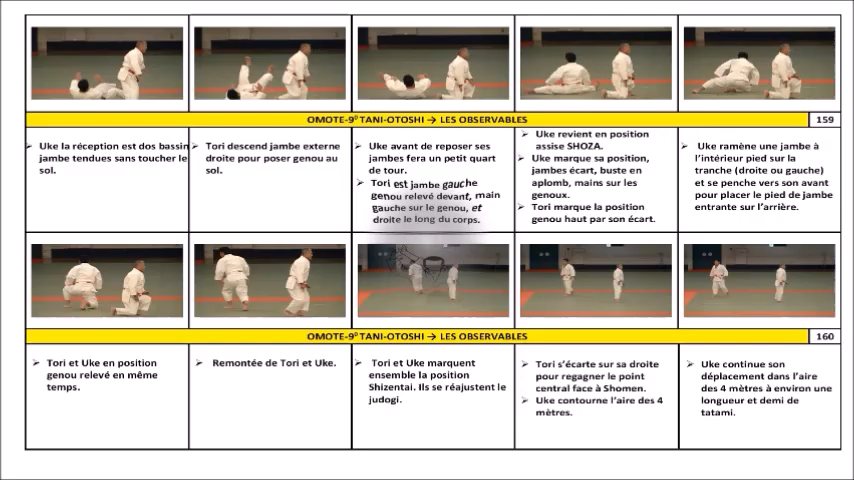 OMOTE-9° TANI-OTOSHI → LES OBSERVABLES 159
➢ Uke la réception est dos bassin
jambe tendues sans toucher le
sol.
➢ Tori descend jambe externe
droite pour poser genou au
sol.
➢ Uke avant de reposer ses
jambes fera un petit quart
de tour.
➢ Tori est jambe gauche
genou relevé devant, main
gauche sur le genou, et
droite le long du corps.
➢ Uke revient en position
assise SHOZA.
➢ Uke marque sa position,
jambes écart, buste en
aplomb, mains sur les
genoux.
➢ Tori marque la position
genou haut par son écart.
➢ Uke ramène une jambe à
l'intérieur pied sur la
tranche (droite ou gauche)
et se penche vers son avant
pour placer le pied de jambe
entrante sur l'arrière.
OMOTE-9° TANI-OTOSHI → LES OBSERVABLES 160
➢ Tori et Uke en position
genou relevé en même
temps.
➢ Remontée de Tori et Uke.
➢ Tori et Uke marquent
ensemble la position
Shizentai. Ils se réajustent le
judogi.
➢ Tori s'écarte sur sa droite
pour regagner le point
central face à Shomen.
➢ Uke contourne l'aire des 4
mètres.
➢ Uke continue son
déplacement dans l'aire
des 4 mètres à environ une
longueur et demi de
tatami.